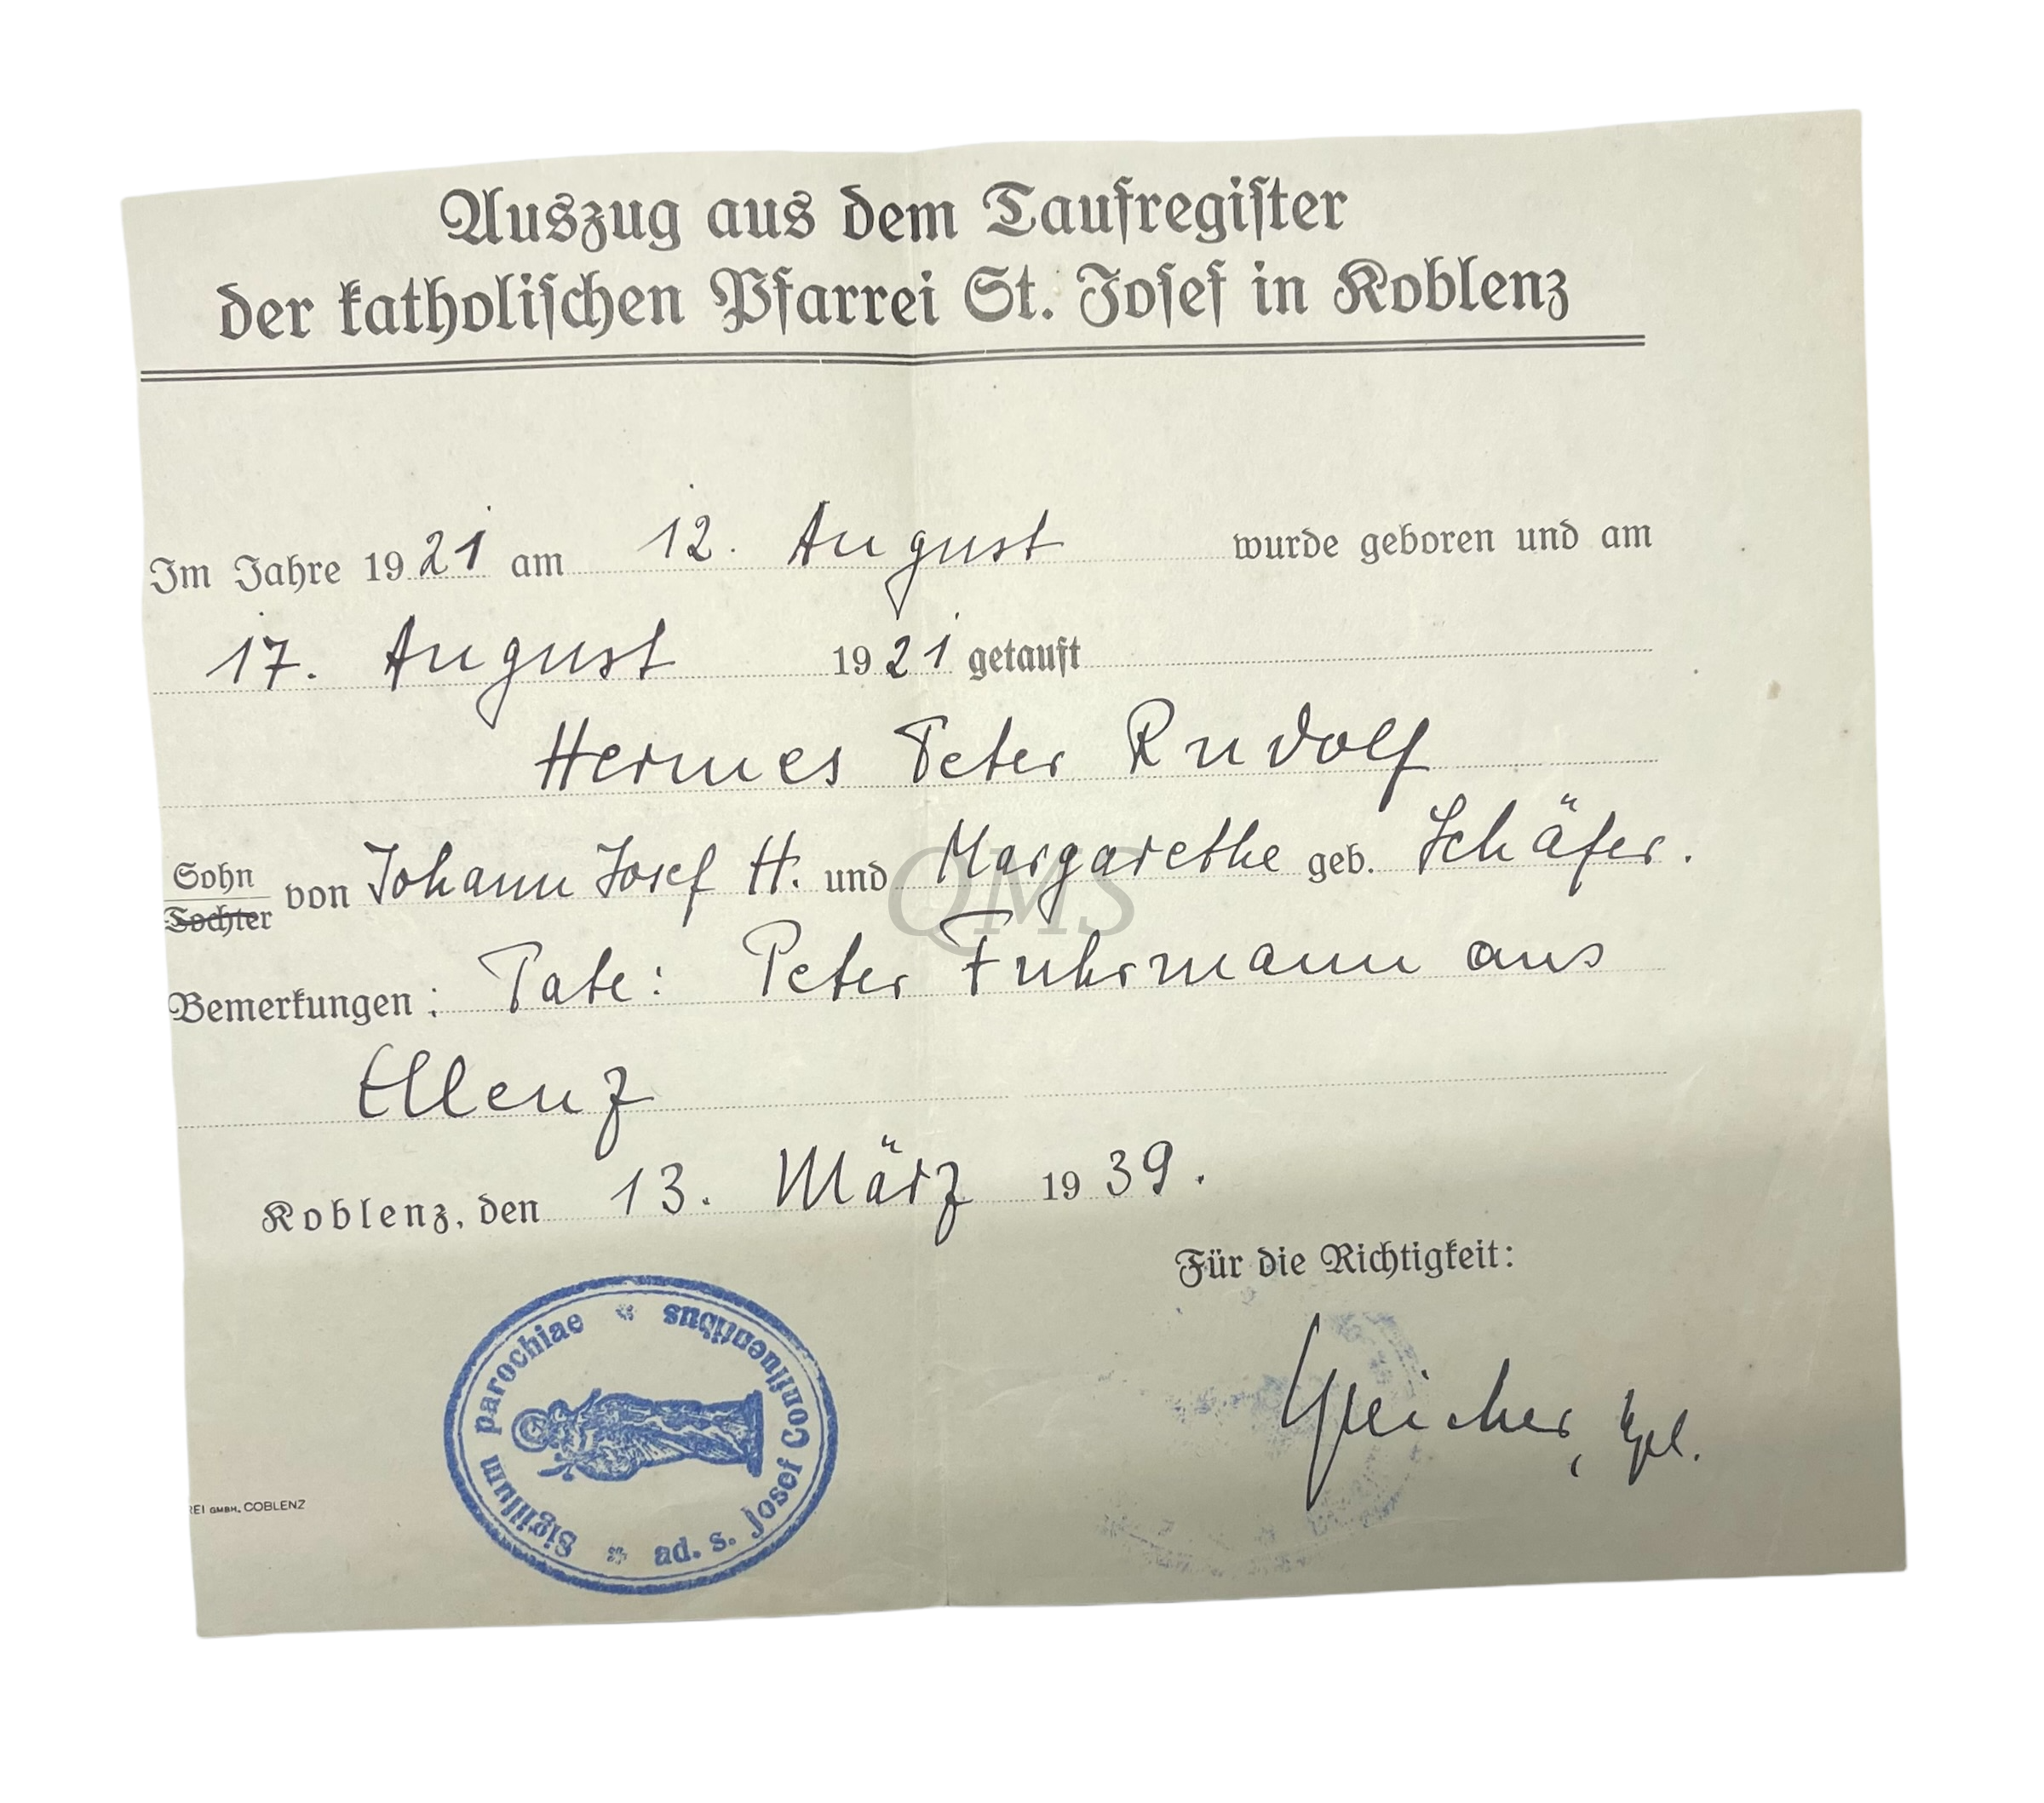 Auszug aus dem Taufregister
der katholischen Pfarrei St. Josef in Koblenz
Im Jahre 1921 am 12. August wurde geboren und am
17. August 1921 getauft
Hermes Peter Rudolf
Sohn
Tochter
von Johann Josef H. und Margarethe geb. Schäfer.
Bemerkungen: Pate: Peter Fuhrmann aus
Ellenz
Koblenz, den 13. März 1939.
Für die Richtigkeit:
Kpl.
Sigillum parochiae * ad. s. Josef Confluentibus *
REI GMBH, COBLENZ
QMS